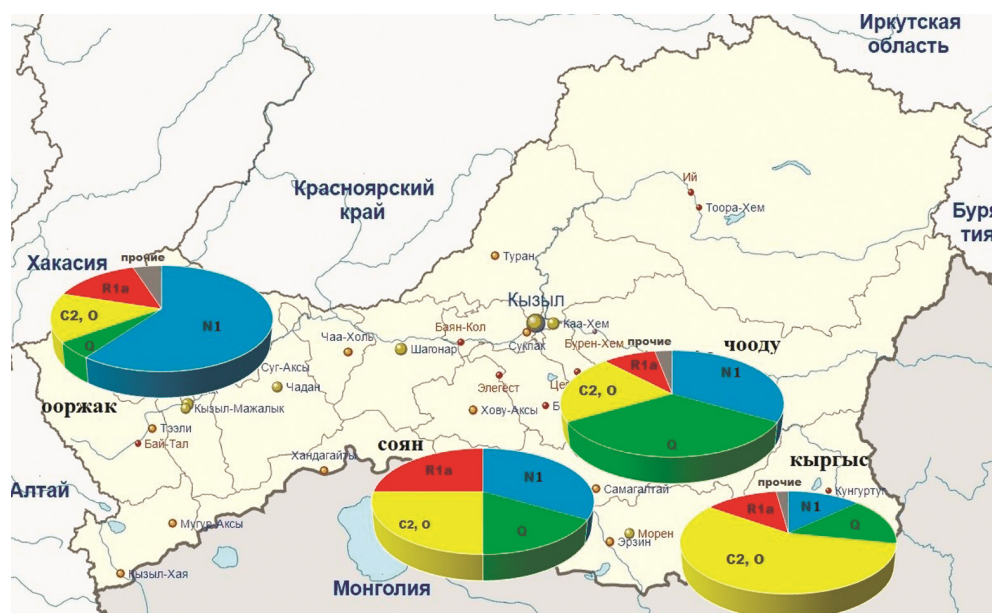 Иркутская
область
Красноярский
край
Ий
Тоора-Хем
Буря
тия
Хакасия
прочие
R1a
C2, O
Q
N1
ооржак
Туран
Кызыл
Каа-Хем
Сукпак
Бурен-Хем
Баян-Кол
Чаа-Холь
Шагонар
Суг-Аксы
Чадан
Элегест
Хову-Аксы
Кызыл-Мажалык
Тээли
Бай-Тал
чооду
прочие
R1a
N1
C2, O
Q
Хандагайты
соян
R1a
N1
C2, O
Q
Самагалтай
кыргыс
прочие
Кунгуртуг
R1a
N1
Q
C2, O
Алтай
Мугур-Аксы
Морен
Эрзин
Кызыл-Хая
Монголия